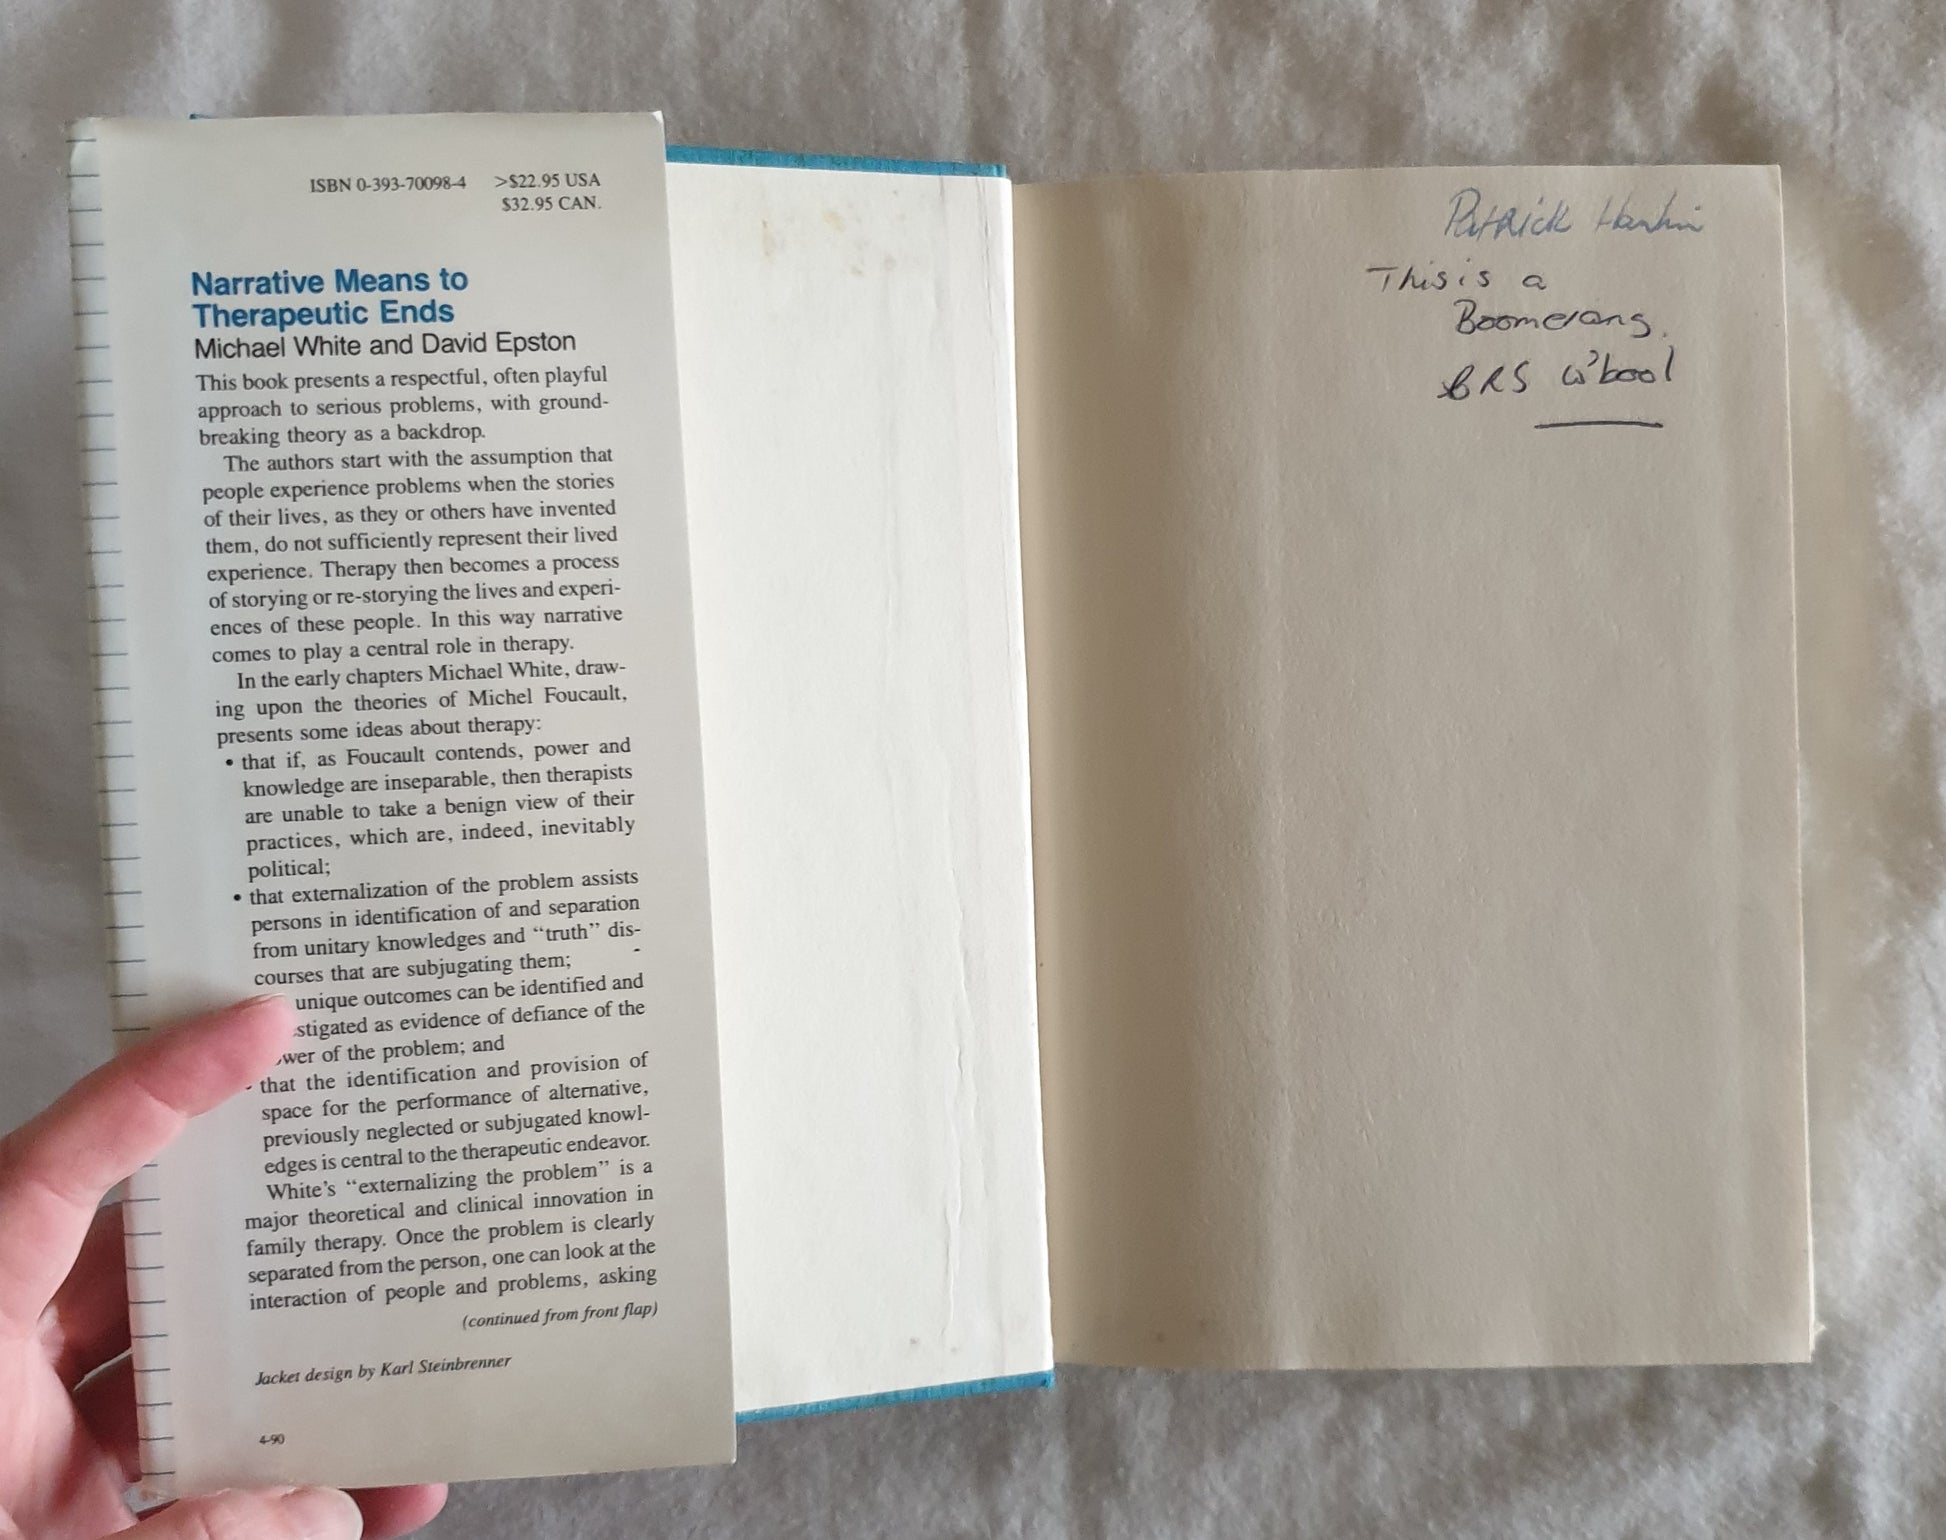 ISBN 0-393-70098-4 >$22.95 USA
$32.95 CAN.
Narrative Means to
Therapeutic Ends
Michael White and David Epston
This book presents a respectful, often playful
approach to serious problems, with ground-
breaking theory as a backdrop.
The authors start with the assumption that
people experience problems when the stories
of their lives, as they or others have invented
them, do not sufficiently represent their lived
experience. Therapy then becomes a process
of storying or re-storying the lives and experi-
ences of these people. In this way narrative
comes to play a central role in therapy.
In the early chapters Michael White, draw-
ing upon the theories of Michel Foucault,
presents some ideas about therapy:
• that if, as Foucault contends, power and
knowledge are inseparable, then therapists
are unable to take a benign view of their
practices, which are, indeed, inevitably
political;
• that externalization of the problem assists
persons in identification of and separation
from unitary knowledges and “truth” dis-
courses that are subjugating them;
unique outcomes can be identified and
stigated as evidence of defiance of the
wer of the problem; and
that the identification and provision of
space for the performance of alternative,
previously neglected or subjugated knowl-
edges is central to the therapeutic endeavor.
White’s “externalizing the problem” is a
major theoretical and clinical innovation in
family therapy. Once the problem is clearly
separated from the person, one can look at the
interaction of people and problems, asking
(continued from front flap)
Jacket design by Karl Steinbrenner
4-90
Patrick
This is a
Boomerang.
BRS W'bool